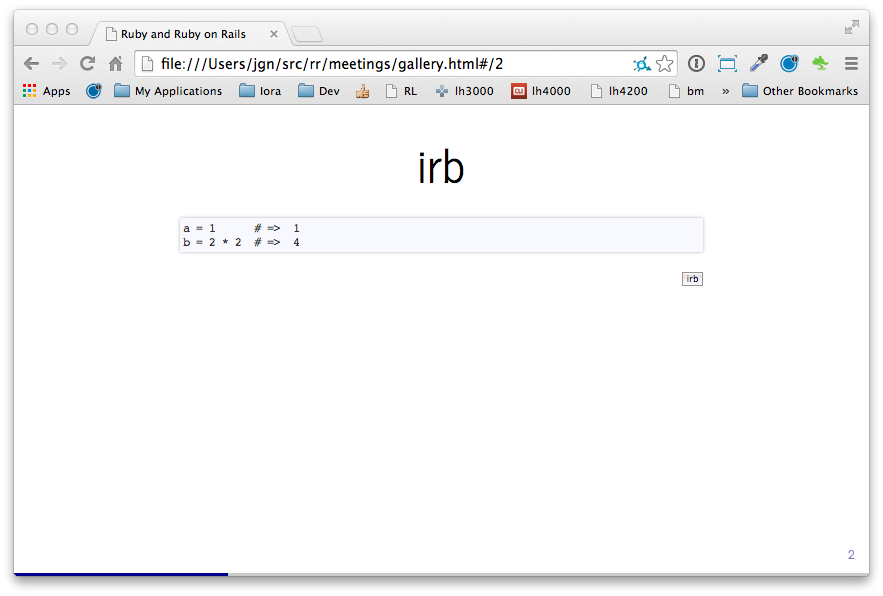 Ruby and Ruby on Rails
file:///Users/jgn/src/rr/meetings/gallery.html#/2
Apps My Applications lora Dev RL lh3000 lh4000 lh4200 bm » Other Bookmarks
irb
a = 1      # =>  1
b = 2 * 2  # =>  4
irb
2